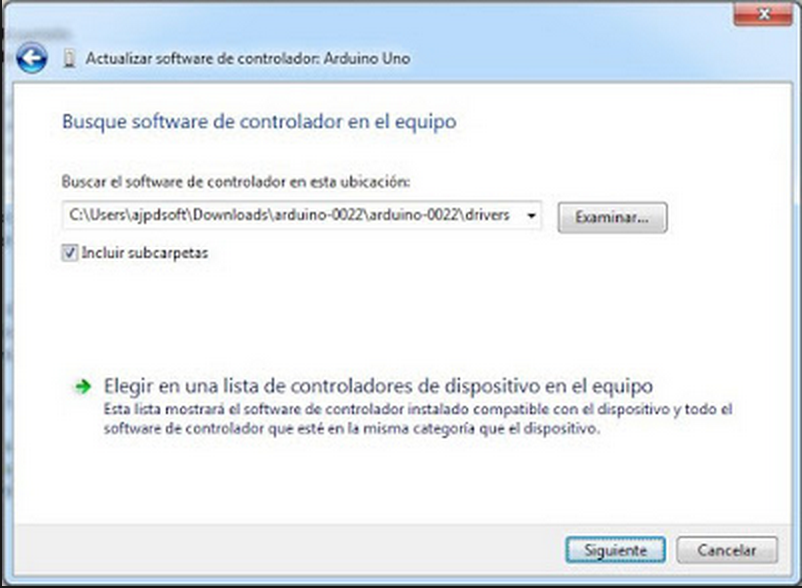 Actualizar software de controlador: Arduino Uno
Busque software de controlador en el equipo
Buscar el software de controlador en esta ubicación:
C:\Users\ajpdsoft\Downloads\arduino-0022\arduino-0022\drivers
Examinar...
Incluir subcarpetas
Elegir en una lista de controladores de dispositivo en el equipo
Esta lista mostrará el software de controlador instalado compatible con el dispositivo y todo el
software de controlador que esté en la misma categoría que el dispositivo.
Siguiente
Cancelar